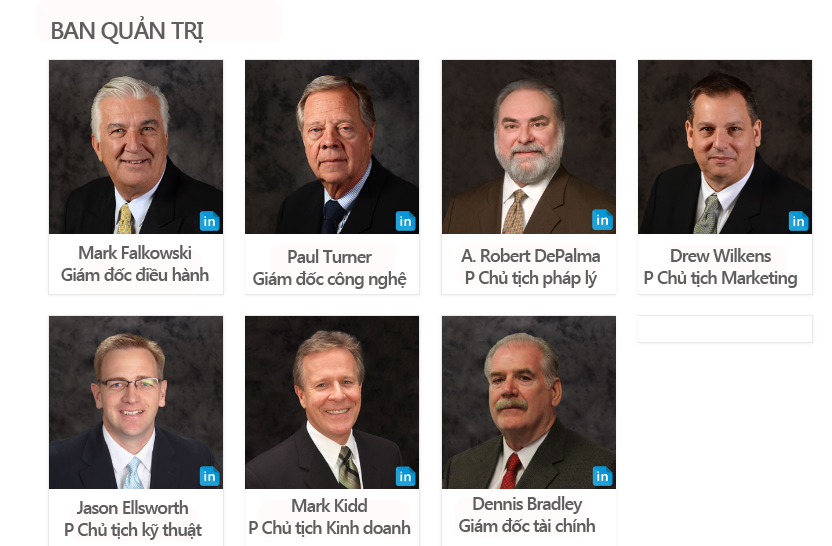 BAN QUẢN TRỊ
in
in
in
in
Mark Falkowski
Giám đốc điều hành
Paul Turner
Giám đốc công nghệ
A. Robert DePalma
P Chủ tịch pháp lý
Drew Wilkens
P Chủ tịch Marketing
in
in
in
Jason Ellsworth
P Chủ tịch kỹ thuật
Mark Kidd
P Chủ tịch Kinh doanh
Dennis Bradley
Giám đốc tài chính